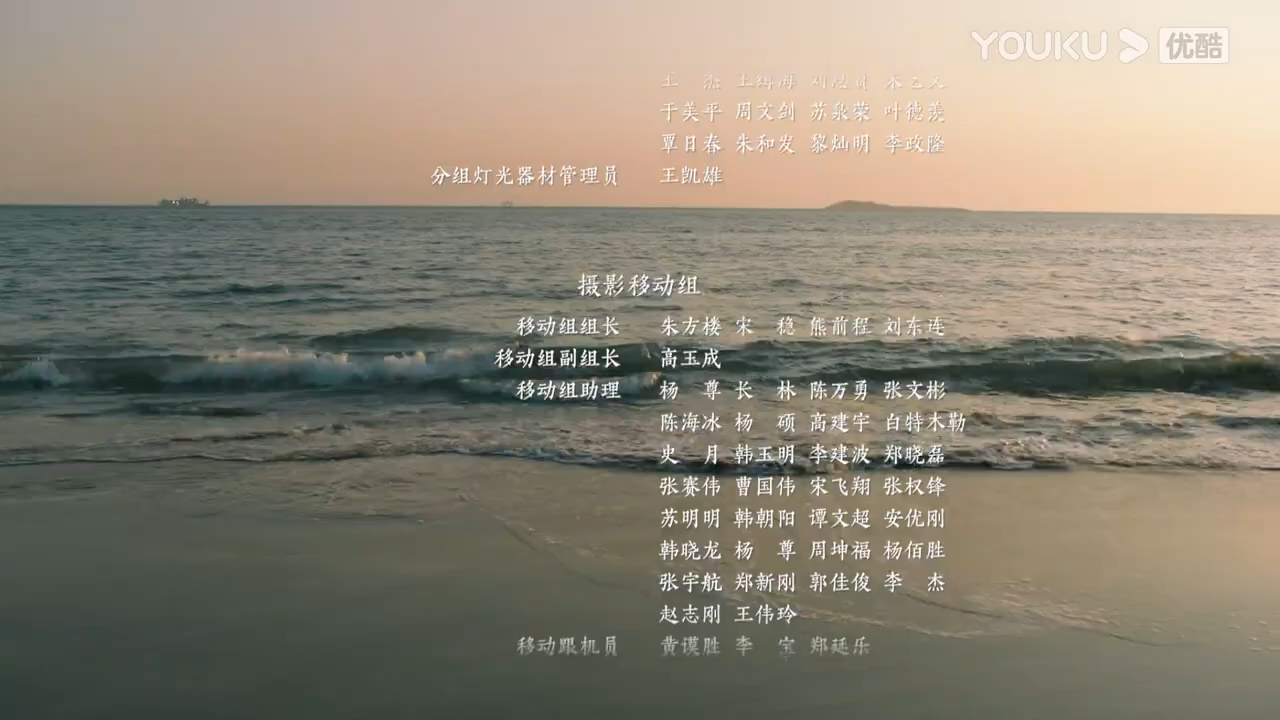 YOUKU 优酷
于美平 周文剑 苏泉荣 叶德羡
覃日春 朱和发 黎灿明 李政隆
分组灯光器材管理员 王凯雄
摄影移动组
移动组组长 朱方楼 宋 稳 熊前程 刘东连
移动组副组长 高玉成
移动组助理 杨 尊 长 林 陈万勇 张文彬
陈海冰 杨 硕 高建宇 白特木勒
史 月 韩玉明 李建波 郑晓磊
张赛伟 曹国伟 宋飞翔 张权锋
苏明明 韩朝阳 谭文超 安优刚
韩晓龙 杨 尊 周坤福 杨佰胜
张宇航 郑新刚 郭佳俊 李 杰
赵志刚 王伟玲
移动跟机员 黄谟胜 李 宝 郑延乐